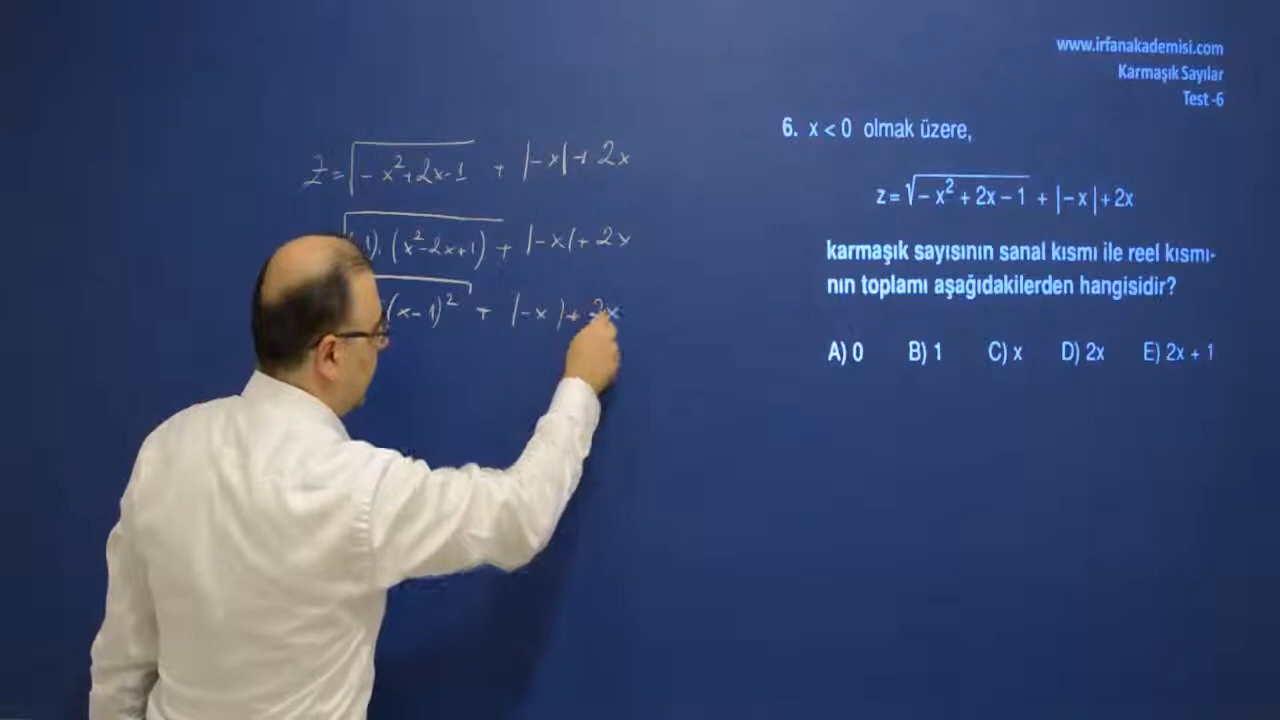 www.irfanakademisi.com
Karmaşık Sayılar
Test -6
6. x < 0 olmak üzere,
z = √(-x² + 2x - 1) + |-x| + 2x
karmaşık sayısının sanal kısmı ile reel kısmı-
nın toplamı aşağıdakilerden hangisidir?
A) 0 B) 1 C) x D) 2x E) 2x + 1
Z = √(-x²+2x-1) + |-x| + 2x
1). (x²-2x+1) + |-x| + 2x
(x-1)² + |-x| + 2x